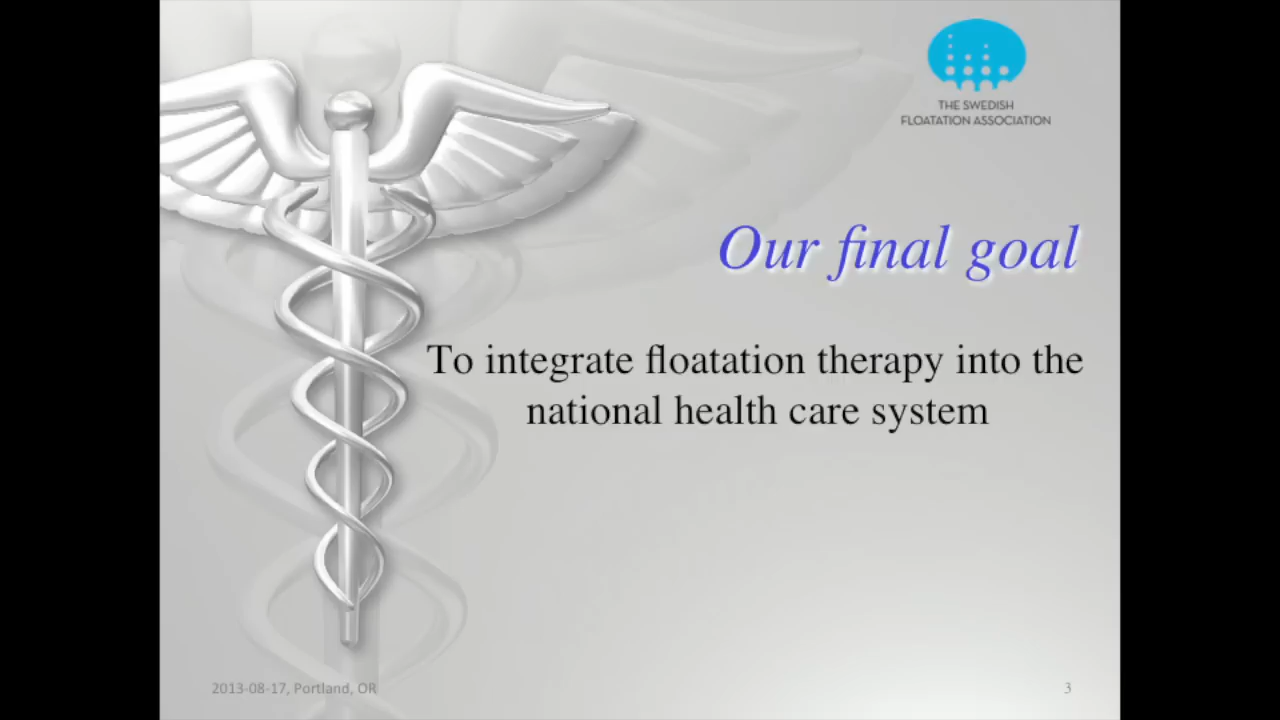 THE SWEDISH
FLOATATION ASSOCIATION
Our final goal
To integrate floatation therapy into the
national health care system
2013-08-17, Portland, OR
3